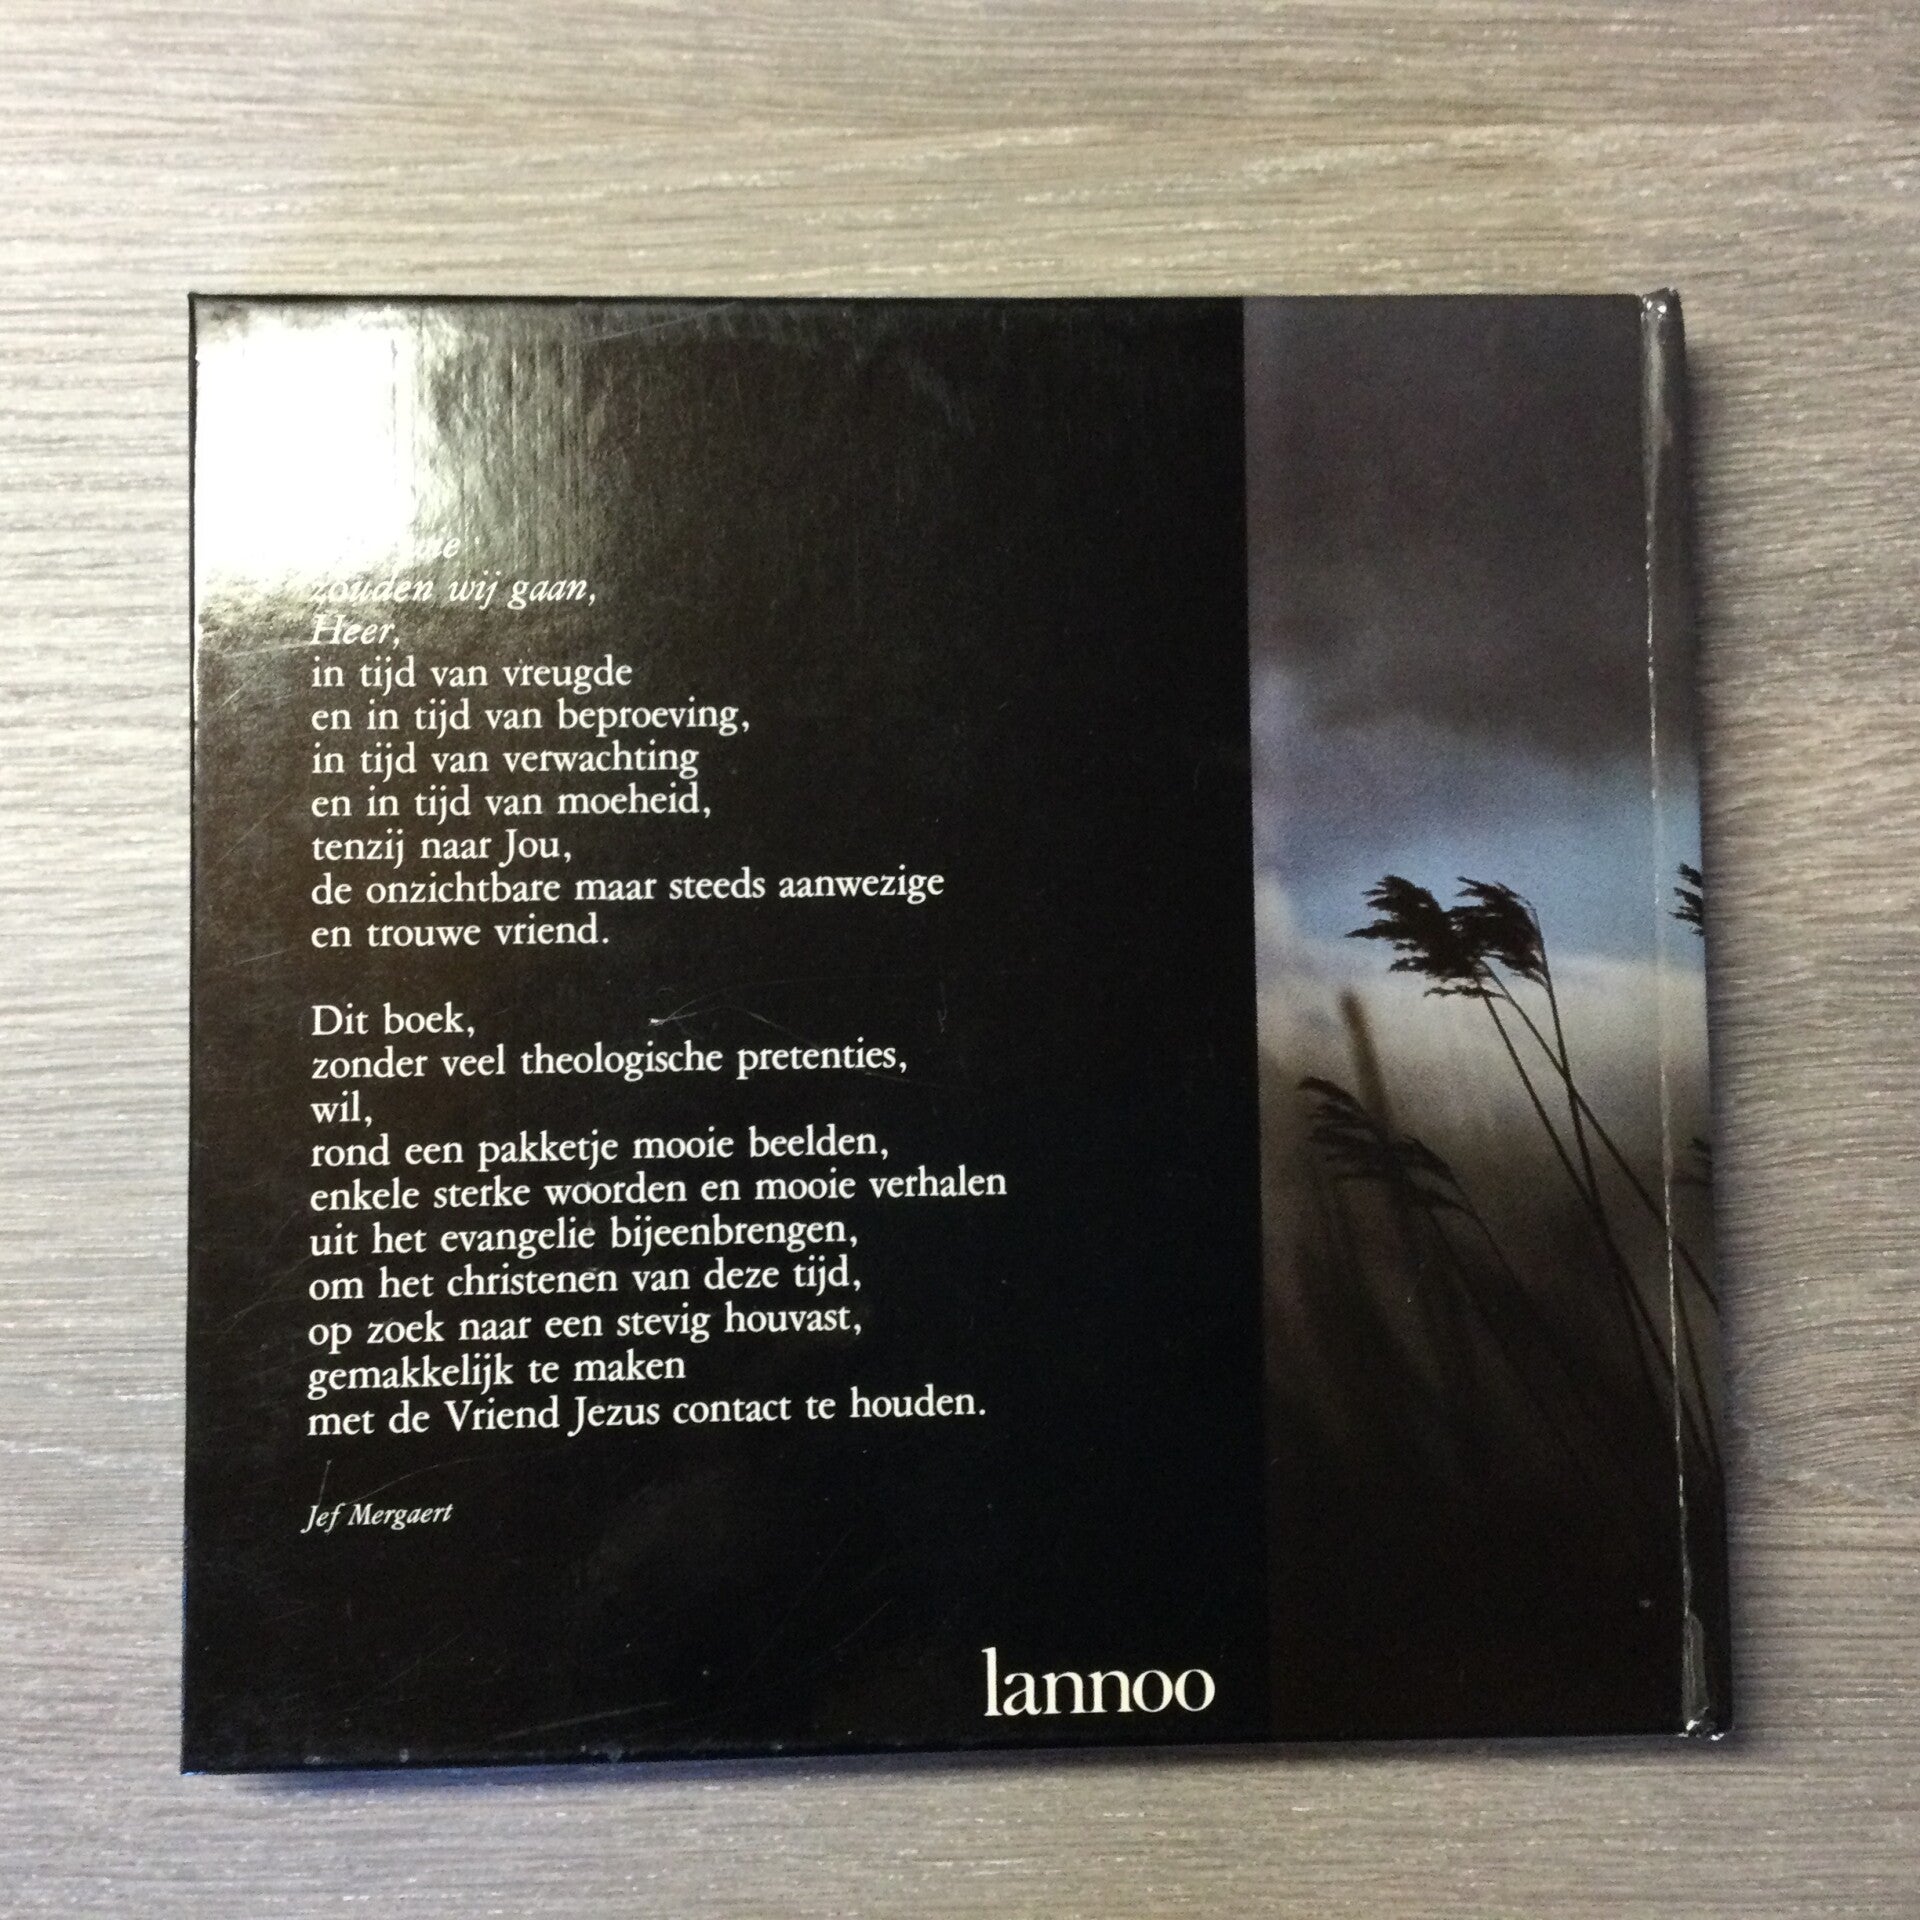 zouden wij gaan,
Heer,
in tijd van vreugde
en in tijd van beproeving,
in tijd van verwachting
en in tijd van moeheid,
tenzij naar Jou,
de onzichtbare maar steeds aanwezige
en trouwe vriend.
Dit boek,
zonder veel theologische pretenties,
wil,
rond een pakketje mooie beelden,
enkele sterke woorden en mooie verhalen
uit het evangelie bijeenbrengen,
om het christenen van deze tijd,
op zoek naar een stevig houvast,
gemakkelijk te maken
met de Vriend Jezus contact te houden.
Jef Mergaert
lannoo